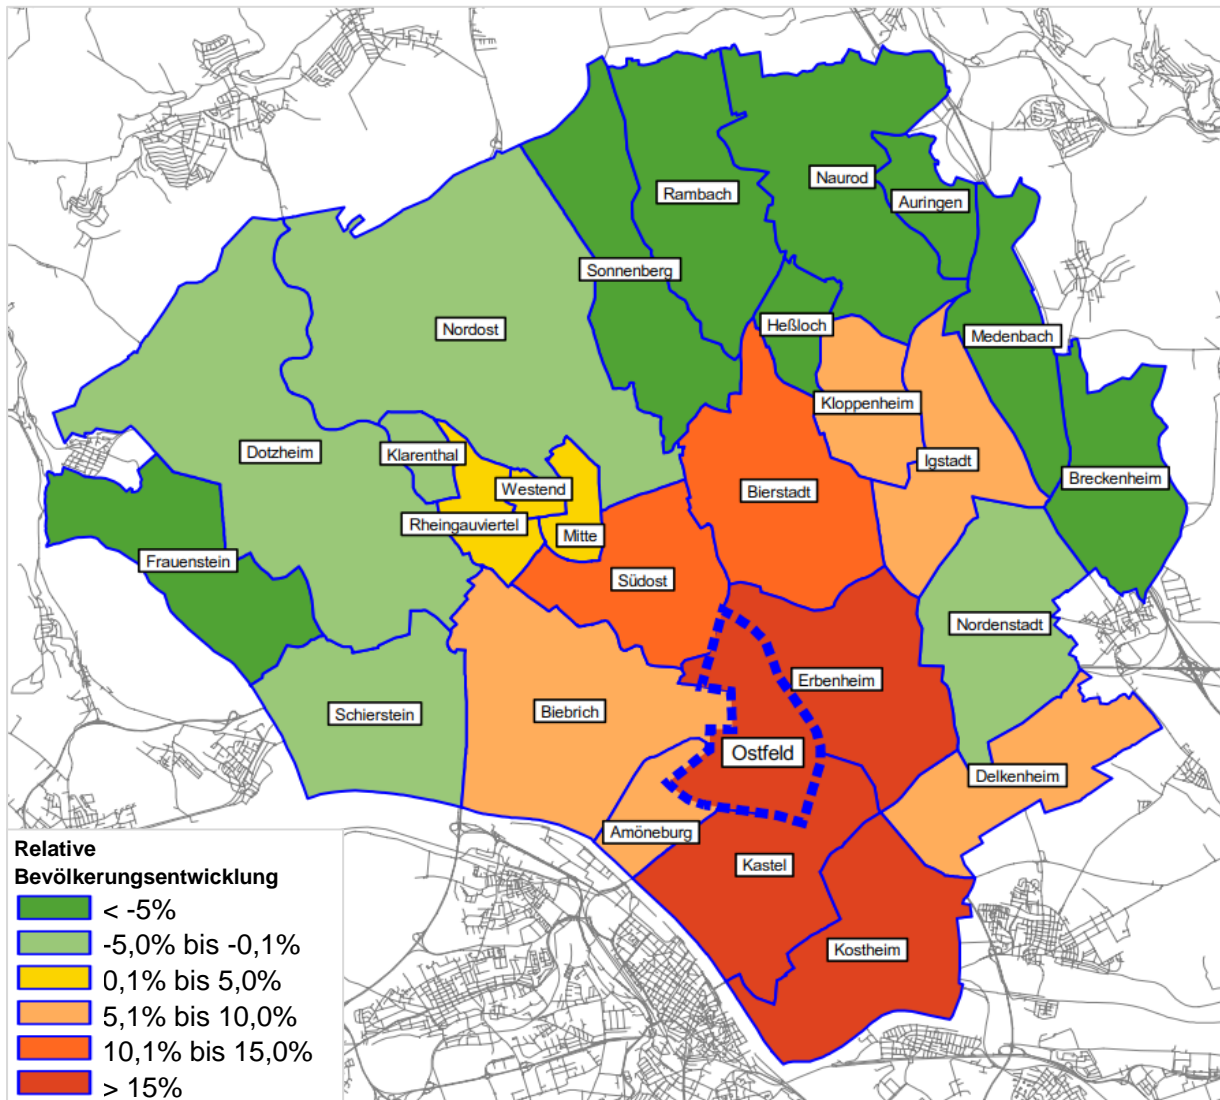 Naurod
Rambach
Auringen
Sonnenberg
Heßloch
Nordost
Medenbach
Kloppenheim
Dotzheim
Klarenthal
Igstadt
Breckenheim
Westend
Bierstadt
Rheingauviertel
Mitte
Frauenstein
Südost
Nordenstadt
Erbenheim
Schierstein
Biebrich
Ostfeld
Delkenheim
Amöneburg
Kastel
Kostheim
Relative
Bevölkerungsentwicklung
< -5%
-5,0% bis -0,1%
0,1% bis 5,0%
5,1% bis 10,0%
10,1% bis 15,0%
> 15%